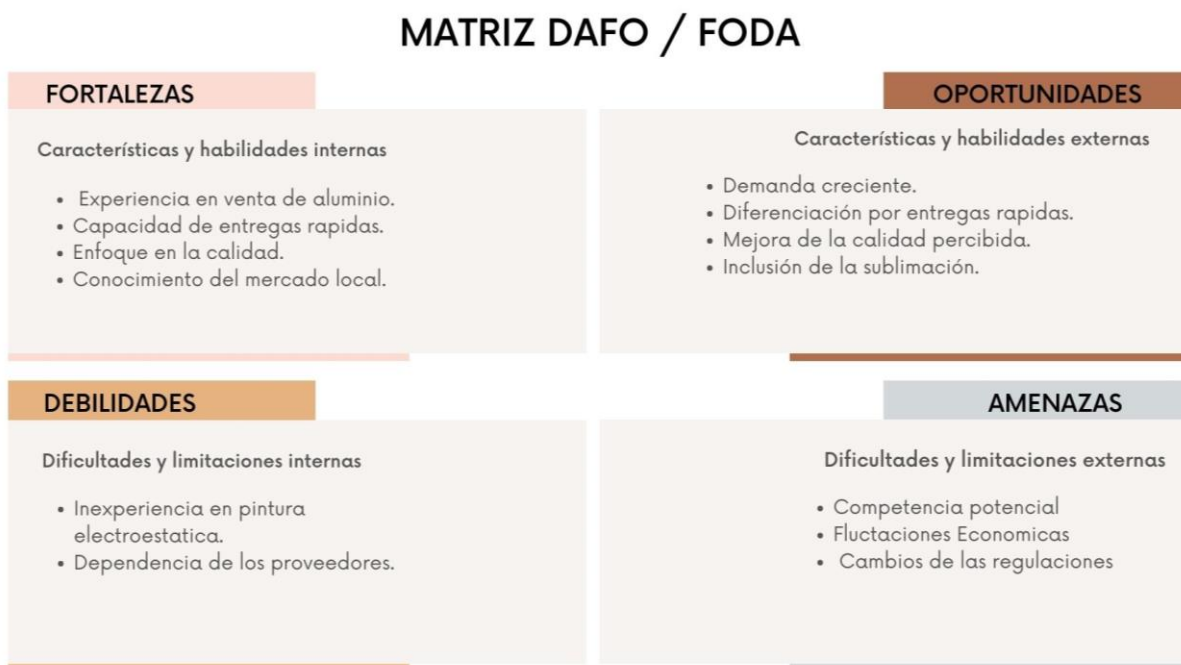 MATRIZ DAFO / FODA
FORTALEZAS
Características y habilidades internas
• Experiencia en venta de aluminio.
• Capacidad de entregas rapidas.
• Enfoque en la calidad.
• Conocimiento del mercado local.
OPORTUNIDADES
Características y habilidades externas
• Demanda creciente.
• Diferenciación por entregas rapidas.
• Mejora de la calidad percibida.
• Inclusión de la sublimación.
DEBILIDADES
Dificultades y limitaciones internas
• Inexperiencia en pintura
electroestatica.
• Dependencia de los proveedores.
AMENAZAS
Dificultades y limitaciones externas
• Competencia potencial
• Fluctaciones Economicas
• Cambios de las regulaciones